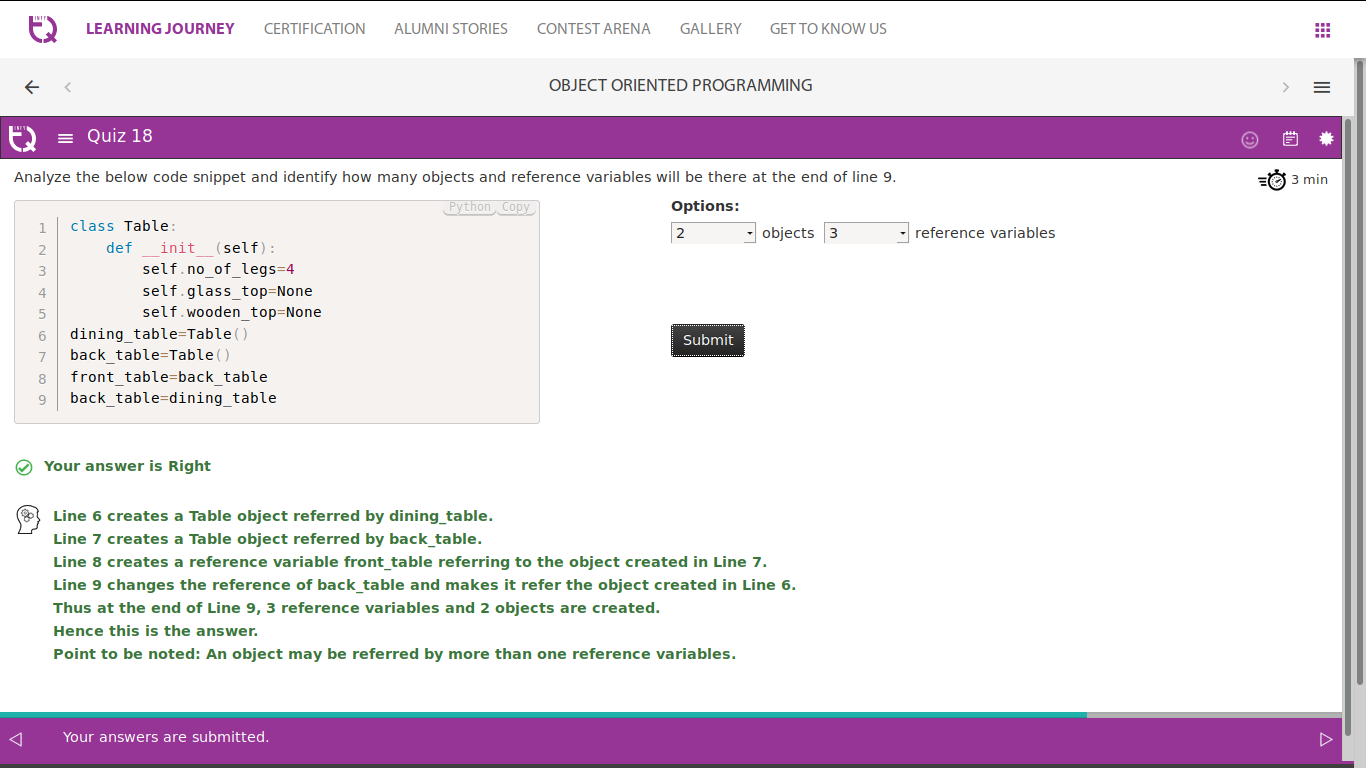 INFY TQ
LEARNING JOURNEY CERTIFICATION ALUMNI STORIES CONTEST ARENA GALLERY GET TO KNOW US
OBJECT ORIENTED PROGRAMMING
INFY TQ Quiz 18
Analyze the below code snippet and identify how many objects and reference variables will be there at the end of line 9.
3 min
Python Copy
1 class Table:
2     def __init__(self):
3         self.no_of_legs=4
4         self.glass_top=None
5         self.wooden_top=None
6 dining_table=Table()
7 back_table=Table()
8 front_table=back_table
9 back_table=dining_table
Options:
2 objects 3 reference variables
Submit
Your answer is Right
Line 6 creates a Table object referred by dining_table.
Line 7 creates a Table object referred by back_table.
Line 8 creates a reference variable front_table referring to the object created in Line 7.
Line 9 changes the reference of back_table and makes it refer the object created in Line 6.
Thus at the end of Line 9, 3 reference variables and 2 objects are created.
Hence this is the answer.
Point to be noted: An object may be referred by more than one reference variables.
Your answers are submitted.